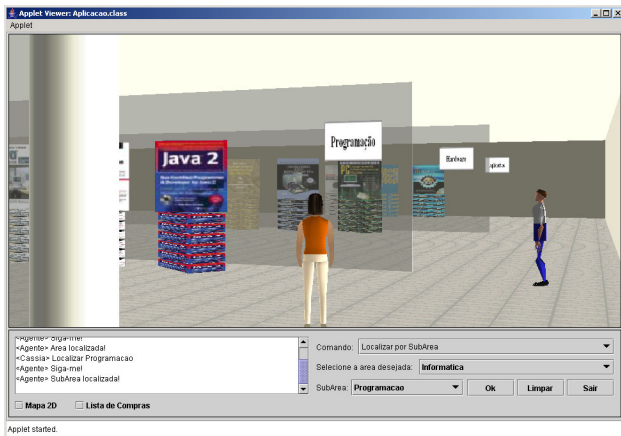 Applet Viewer: Aplicacao.class
Applet
Programação
Hardware
Java 2
<Agente> Siga-me!
<Agente> Area localizada!
<Cassia> Localizar Programacao
<Agente> Siga-me!
<Agente> SubArea localizada!
Comando: Localizar por SubArea
Selecione a area desejada: Informatica
SubArea: Programacao Ok Limpar Sair
Mapa 2D Lista de Compras
Applet started.